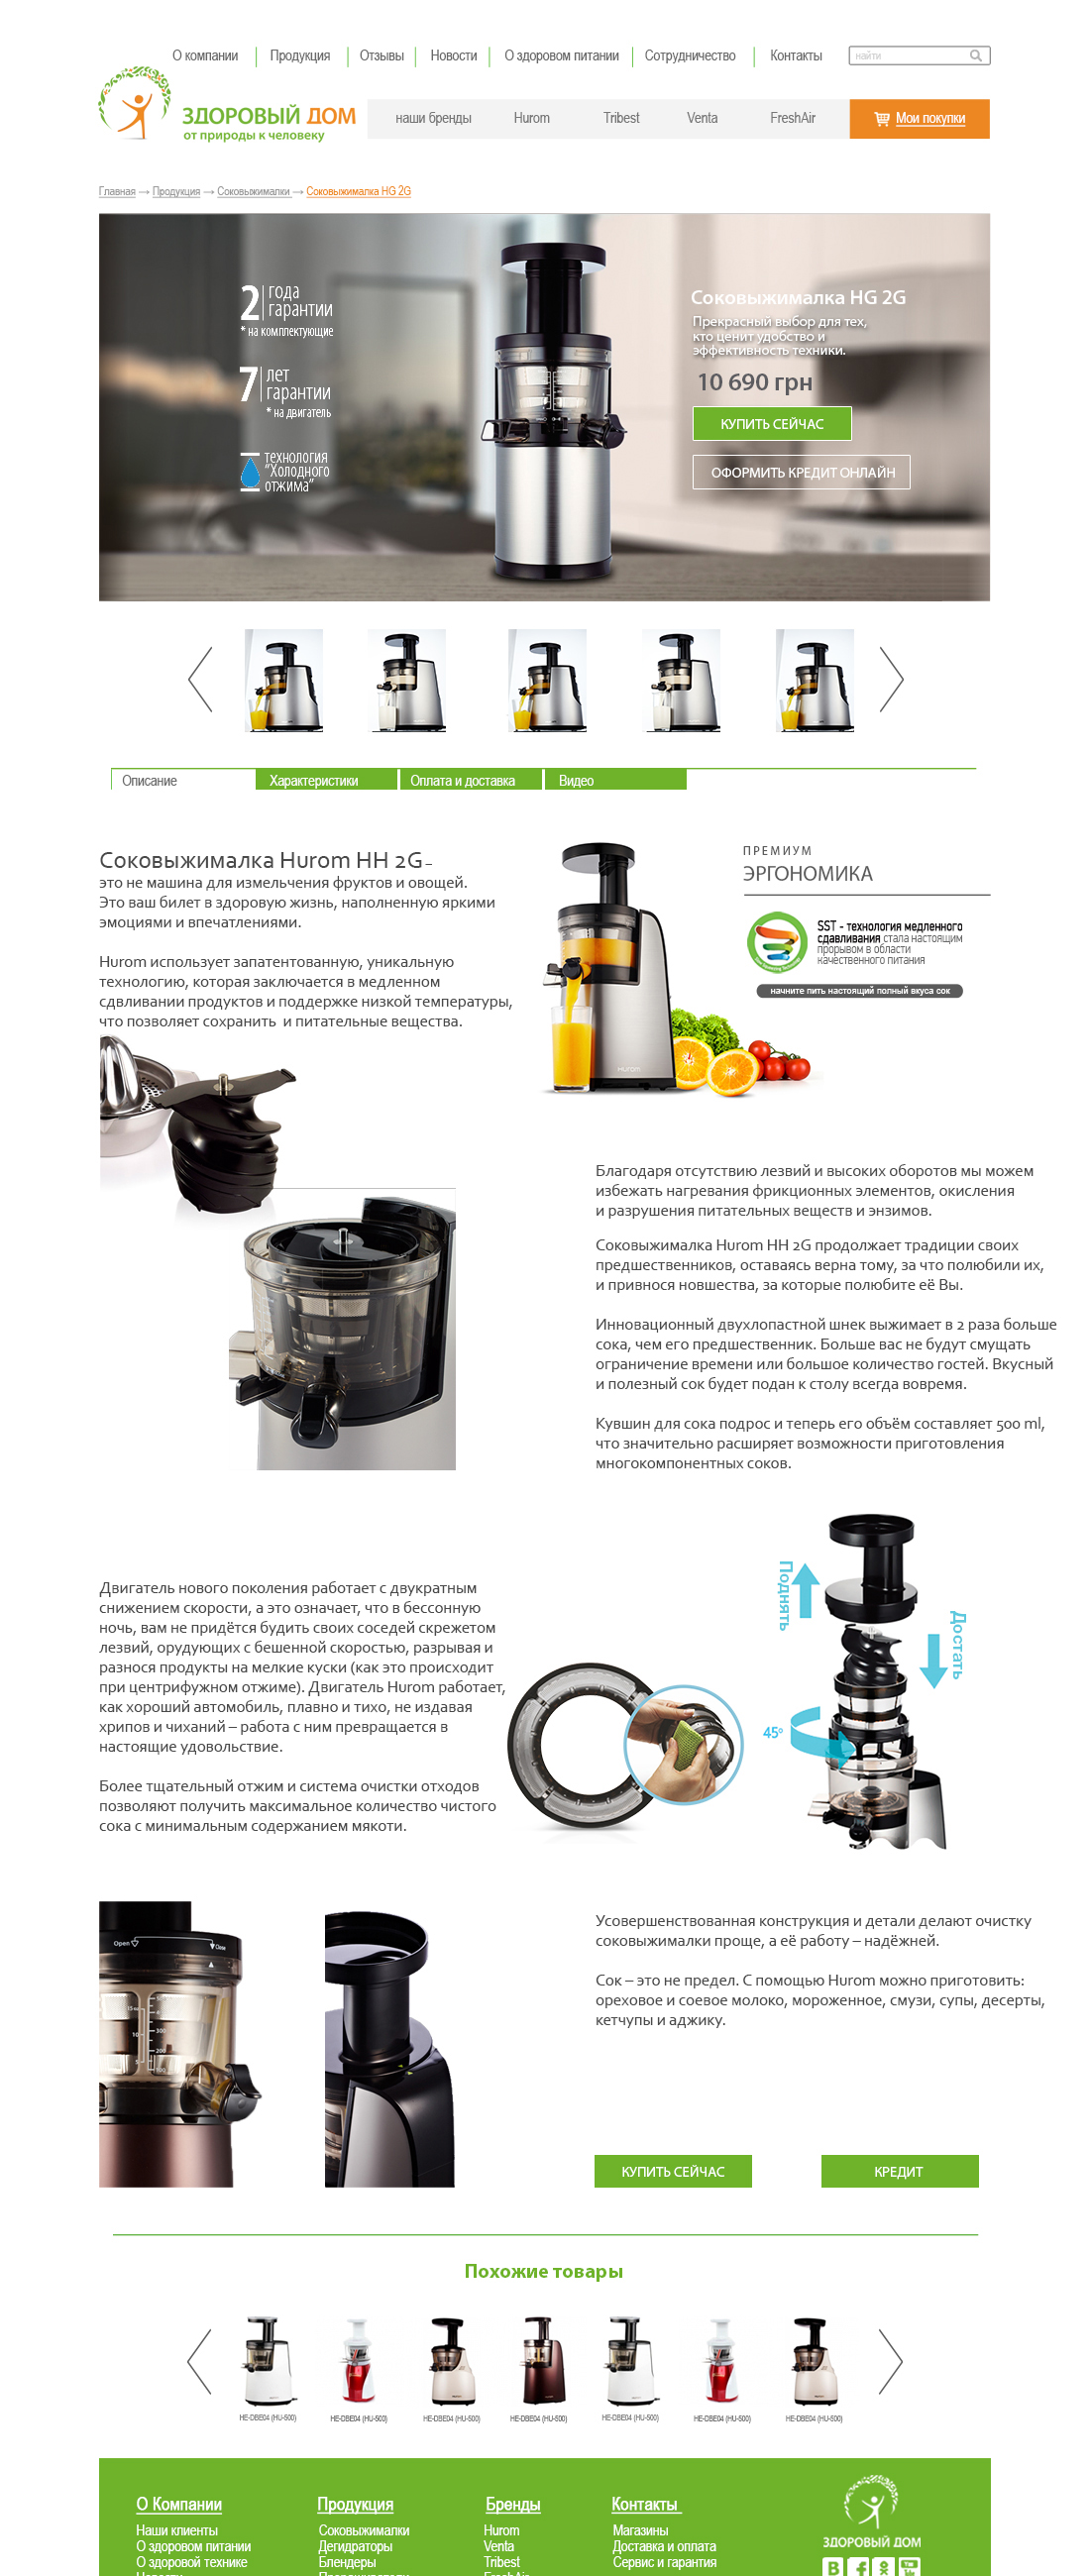 О компании
Продукция
Отзывы
Новости
О здоровом питании
Сотрудничество
Контакты
найти
ЗДОРОВЫЙ ДОМ
от природы к человеку
наши бренды
Hurom
Tribest
Venta
FreshAir
Мои покупки
Главная → Продукция → Соковыжималки → Соковыжималка HG 2G
2 года
гарантии
* на комплектующие
7 лет
гарантии
* на двигатель
технология
"Холодного
отжима"
Соковыжималка HG 2G
Прекрасный выбор для тех,
кто ценит удобство и
эффективность техники.
10 690 грн
КУПИТЬ СЕЙЧАС
ОФОРМИТЬ КРЕДИТ ОНЛАЙН
Описание
Характеристики
Оплата и доставка
Видео
Соковыжималка Hurom HH 2G –
это не машина для измельчения фруктов и овощей.
Это ваш билет в здоровую жизнь, наполненную яркими
эмоциями и впечатлениями.
Hurom использует запатентованную, уникальную
технологию, которая заключается в медленном
сдвливании продуктов и поддержке низкой температуры,
что позволяет сохранить и питательные вещества.
ПРЕМИУМ
ЭРГОНОМИКА
SST - технология медленного
сдавливания стала настоящим
прорывом в области
качественного питания
начните пить настоящий полный вкуса сок
Hurom
Благодаря отсутствию лезвий и высоких оборотов мы можем
избежать нагревания фрикционных элементов, окисления
и разрушения питательных веществ и энзимов.
Соковыжималка Hurom HH 2G продолжает традиции своих
предшественников, оставаясь верна тому, за что полюбили их,
и привнося новшества, за которые полюбите её Вы.
Инновационный двухлопастной шнек выжимает в 2 раза больше
сока, чем его предшественник. Больше вас не будут смущать
ограничение времени или большое количество гостей. Вкусный
и полезный сок будет подан к столу всегда вовремя.
Кувшин для сока подрос и теперь его объём составляет 500 ml,
что значительно расширяет возможности приготовления
многокомпонентных соков.
Двигатель нового поколения работает с двукратным
снижением скорости, а это означает, что в бессонную
ночь, вам не придётся будить своих соседей скрежетом
лезвий, орудующих с бешенной скоростью, разрывая и
разнося продукты на мелкие куски (как это происходит
при центрифужном отжиме). Двигатель Hurom работает,
как хороший автомобиль, плавно и тихо, не издавая
хрипов и чиханий – работа с ним превращается в
настоящие удовольствие.
Более тщательный отжим и система очистки отходов
позволяют получить максимальное количество чистого
сока с минимальным содержанием мякоти.
Поднять
Достать
45°
Open
Close
300
200
Усовершенствованная конструкция и детали делают очистку
соковыжималки проще, а её работу – надёжней.
Сок – это не предел. С помощью Hurom можно приготовить:
ореховое и соевое молоко, мороженное, смузи, супы, десерты,
кетчупы и аджику.
КУПИТЬ СЕЙЧАС
КРЕДИТ
Похожие товары
HE-DBE04 (HU-500)
HE-DBE04 (HU-500)
HE-DBE04 (HU-500)
HE-DBE04 (HU-500)
HE-DBE04 (HU-500)
HE-DBE04 (HU-500)
HE-DBE04 (HU-500)
О Компании
Наши клиенты
О здоровом питании
О здоровой технике
Продукция
Соковыжималки
Дегидраторы
Блендеры
Бренды
Hurom
Venta
Tribest
Контакты
Магазины
Доставка и оплата
Сервис и гарантия
ЗДОРОВЫЙ ДОМ